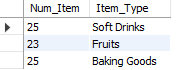 Num_Item Item_Type
25 Soft Drinks
23 Fruits
25 Baking Goods